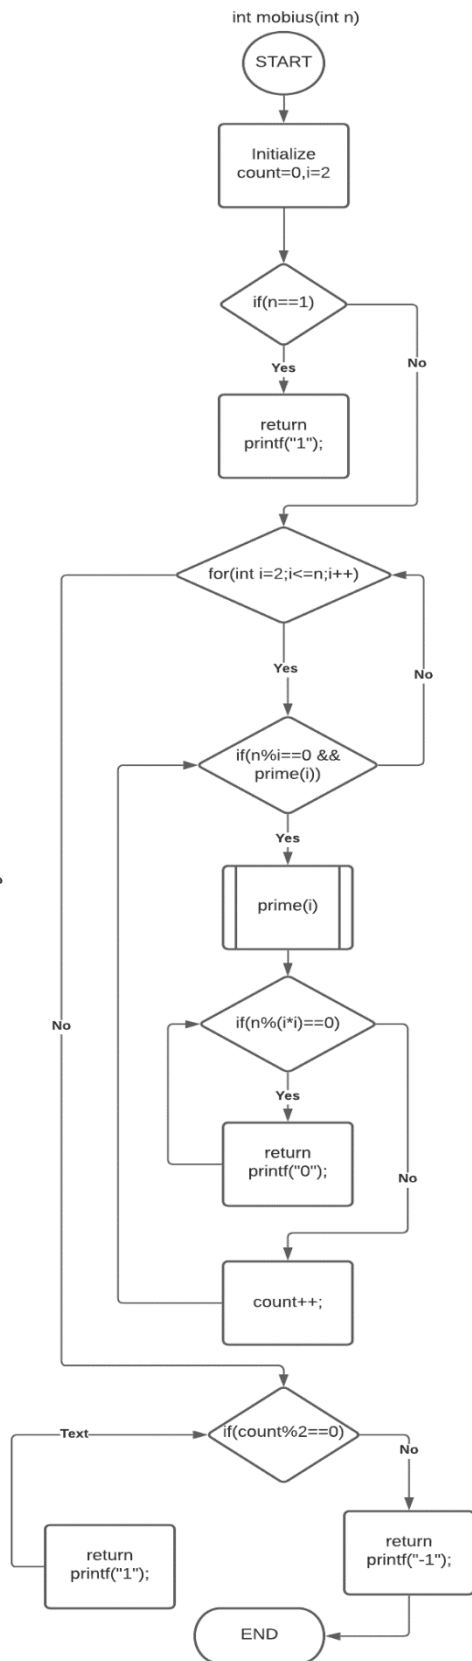 int mobius(int n)
START
Initialize
count=0,i=2
if(n==1)
No
Yes
return
printf("1");
for(int i=2;i<=n;i++)
Yes
No
if(n%i==0 &&
prime(i))
Yes
prime(i)
if(n%(i*i)==0)
No
Yes
return
printf("0");
No
count++;
if(count%2==0)
Text
No
return
printf("-1");
return
printf("1");
END